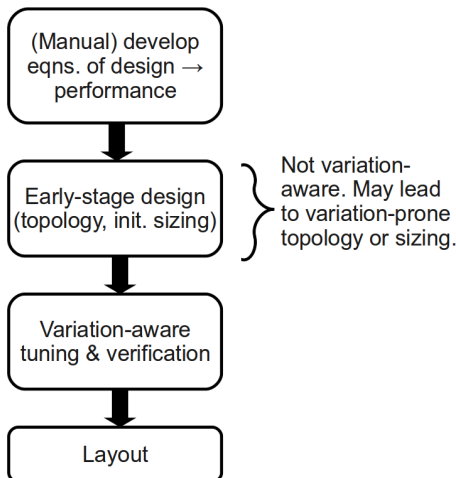 (Manual) develop
eqns. of design →
performance
Early-stage design
(topology, init. sizing)
Not variation-
aware. May lead
to variation-prone
topology or sizing.
Variation-aware
tuning & verification
Layout